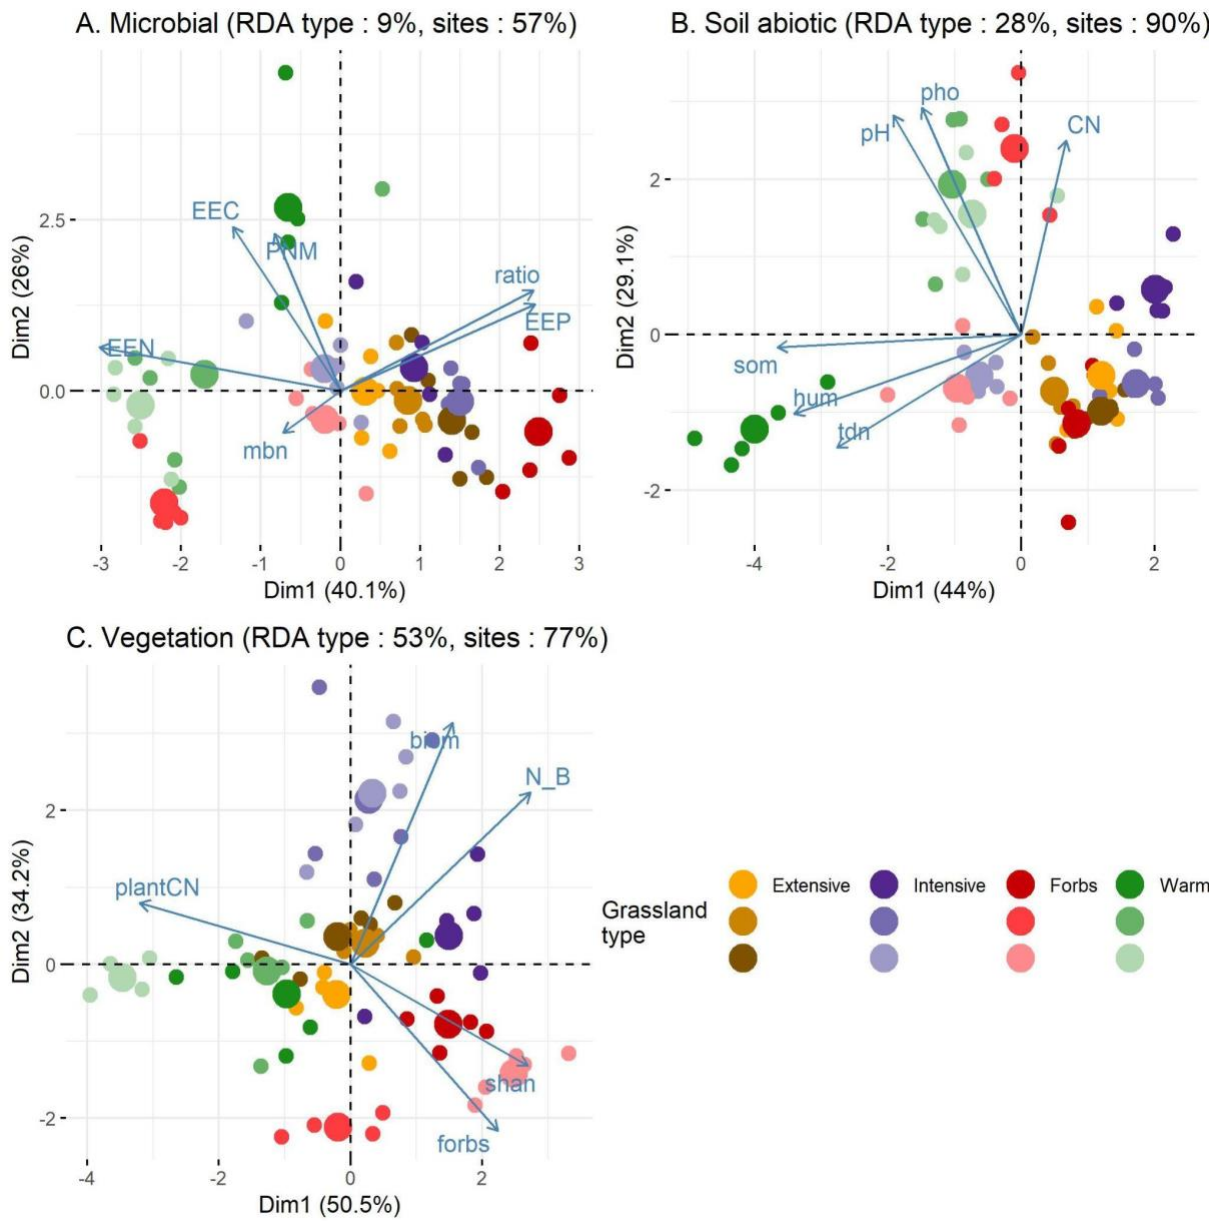 A. Microbial (RDA type : 9%, sites : 57%)
B. Soil abiotic (RDA type : 28%, sites : 90%)
Dim2 (26%)
2.5
0.0
EEC
PNM
ratio
EEP
EEN
mbn
-3 -2 -1 0 1 2 3
Dim1 (40.1%)
Dim2 (29.1%)
2
0
-2
pho
pH
CN
som
hum
tdn
-4 -2 0 2
Dim1 (44%)
C. Vegetation (RDA type : 53%, sites : 77%)
Dim2 (34.2%)
2
0
-2
biom
N_B
plantCN
shan
forbs
-4 -2 0 2
Dim1 (50.5%)
Grassland
type
Extensive Intensive Forbs Warm